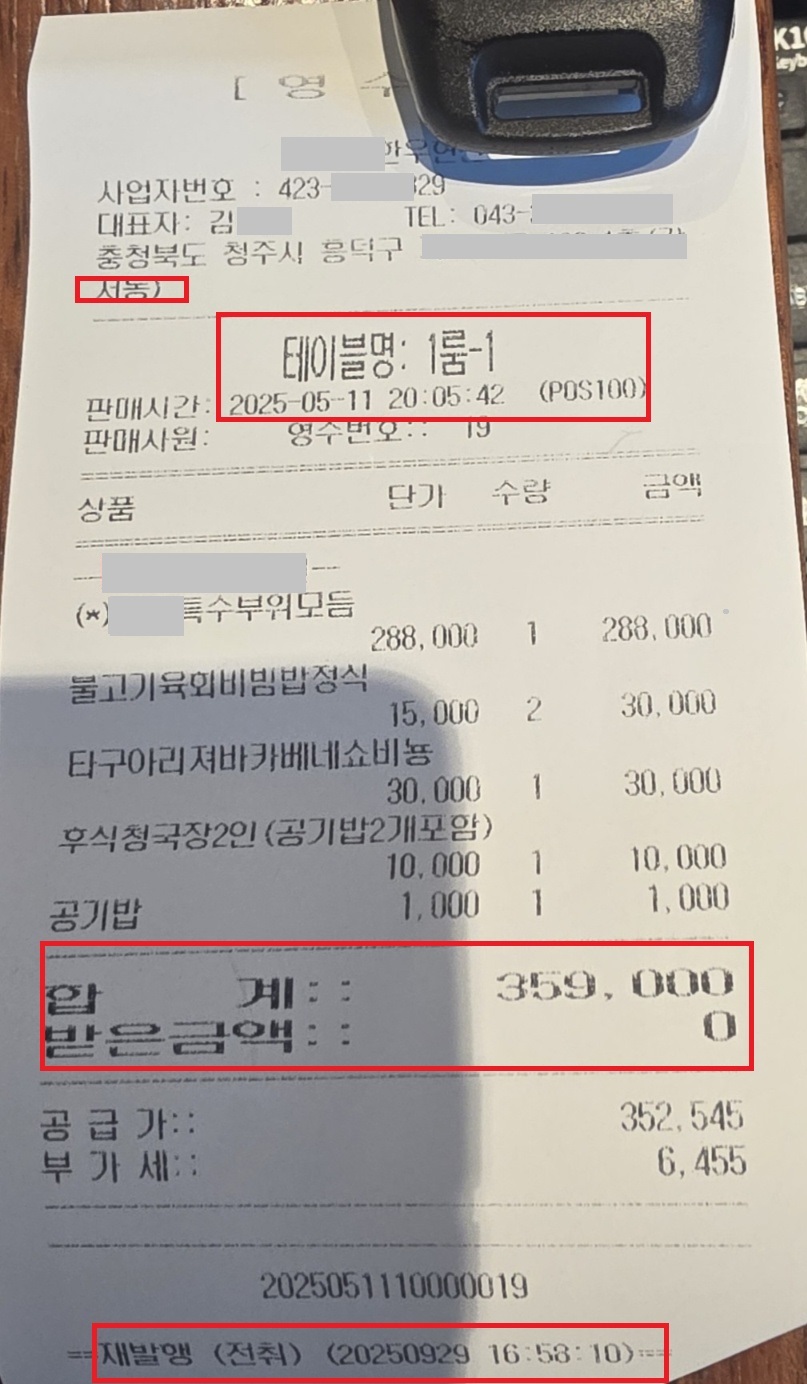 [ 영 수
한우연
사업자번호 : 423- 329
대표자: 김 TEL: 043-
충청북도 청주시 흥덕구
서동)
테이블명: 1룸-1
판매시간: 2025-05-11 20:05:42 (POS100)
판매사원: 영수번호:: 19
상품 단가 수량 금액
(*) 특수부위모듬
288,000 1 288,000
불고기육회비빔밥정식
15,000 2 30,000
타구아리져바카베네쇼비뇽
30,000 1 30,000
후식청국장2인(공기밥2개포함)
10,000 1 10,000
공기밥 1,000 1 1,000
합 계:: 359,000
받은금액:: 0
공 급 가:: 352,545
부 가 세:: 6,455
2025051110000019
==재발행 (전취) (20250929 16:58:10)==